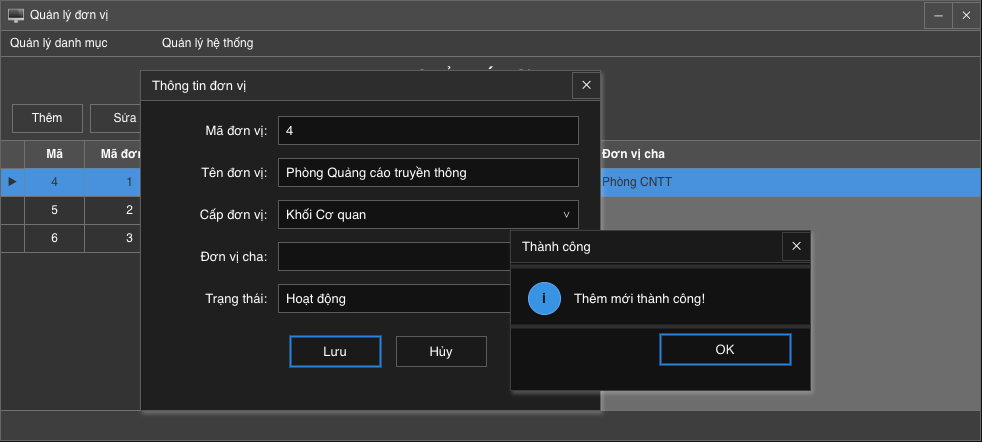 Quản lý đơn vị
Quản lý danh mục Quản lý hệ thống
Thông tin đơn vị
Thêm Sửa
Mã đơn vị: 4
Mã Mã đơn Đơn vị cha
Tên đơn vị: Phòng Quảng cáo truyền thông
4 1 Phòng CNTT
Cấp đơn vị: Khối Cơ quan
5 2
6 3
Đơn vị cha:
Trạng thái: Hoạt động
Lưu Hủy
Thành công
Thêm mới thành công!
OK